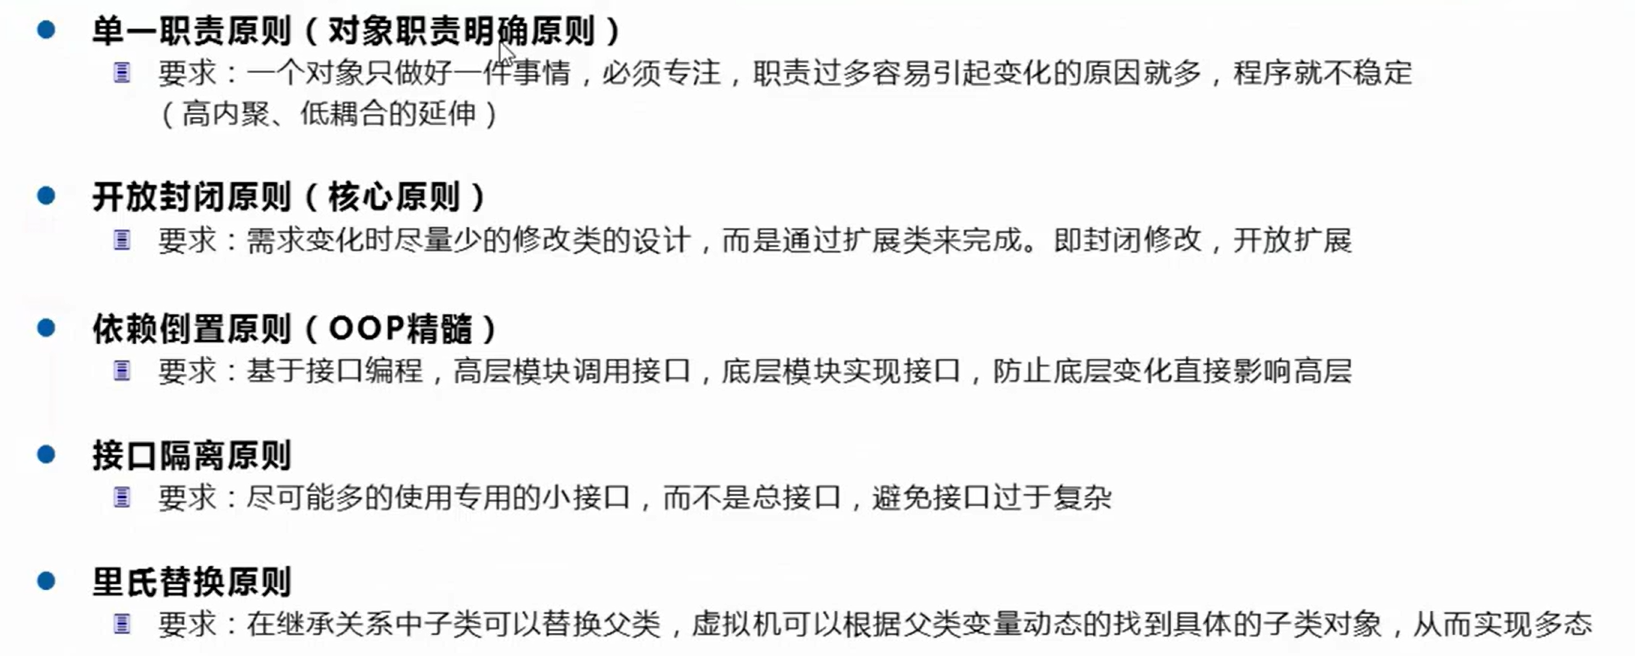 单一职责原则（对象职责明确原则）
要求：一个对象只做好一件事情，必须专注，职责过多容易引起变化的原因就多，程序就不稳定
（高内聚、低耦合的延伸）
开放封闭原则（核心原则）
要求：需求变化时尽量少的修改类的设计，而是通过扩展类来完成。即封闭修改，开放扩展
依赖倒置原则（OOP精髓）
要求：基于接口编程，高层模块调用接口，底层模块实现接口，防止底层变化直接影响高层
接口隔离原则
要求：尽可能多的使用专用的小接口，而不是总接口，避免接口过于复杂
里氏替换原则
要求：在继承关系中子类可以替换父类，虚拟机可以根据父类变量动态的找到具体的子类对象，从而实现多态